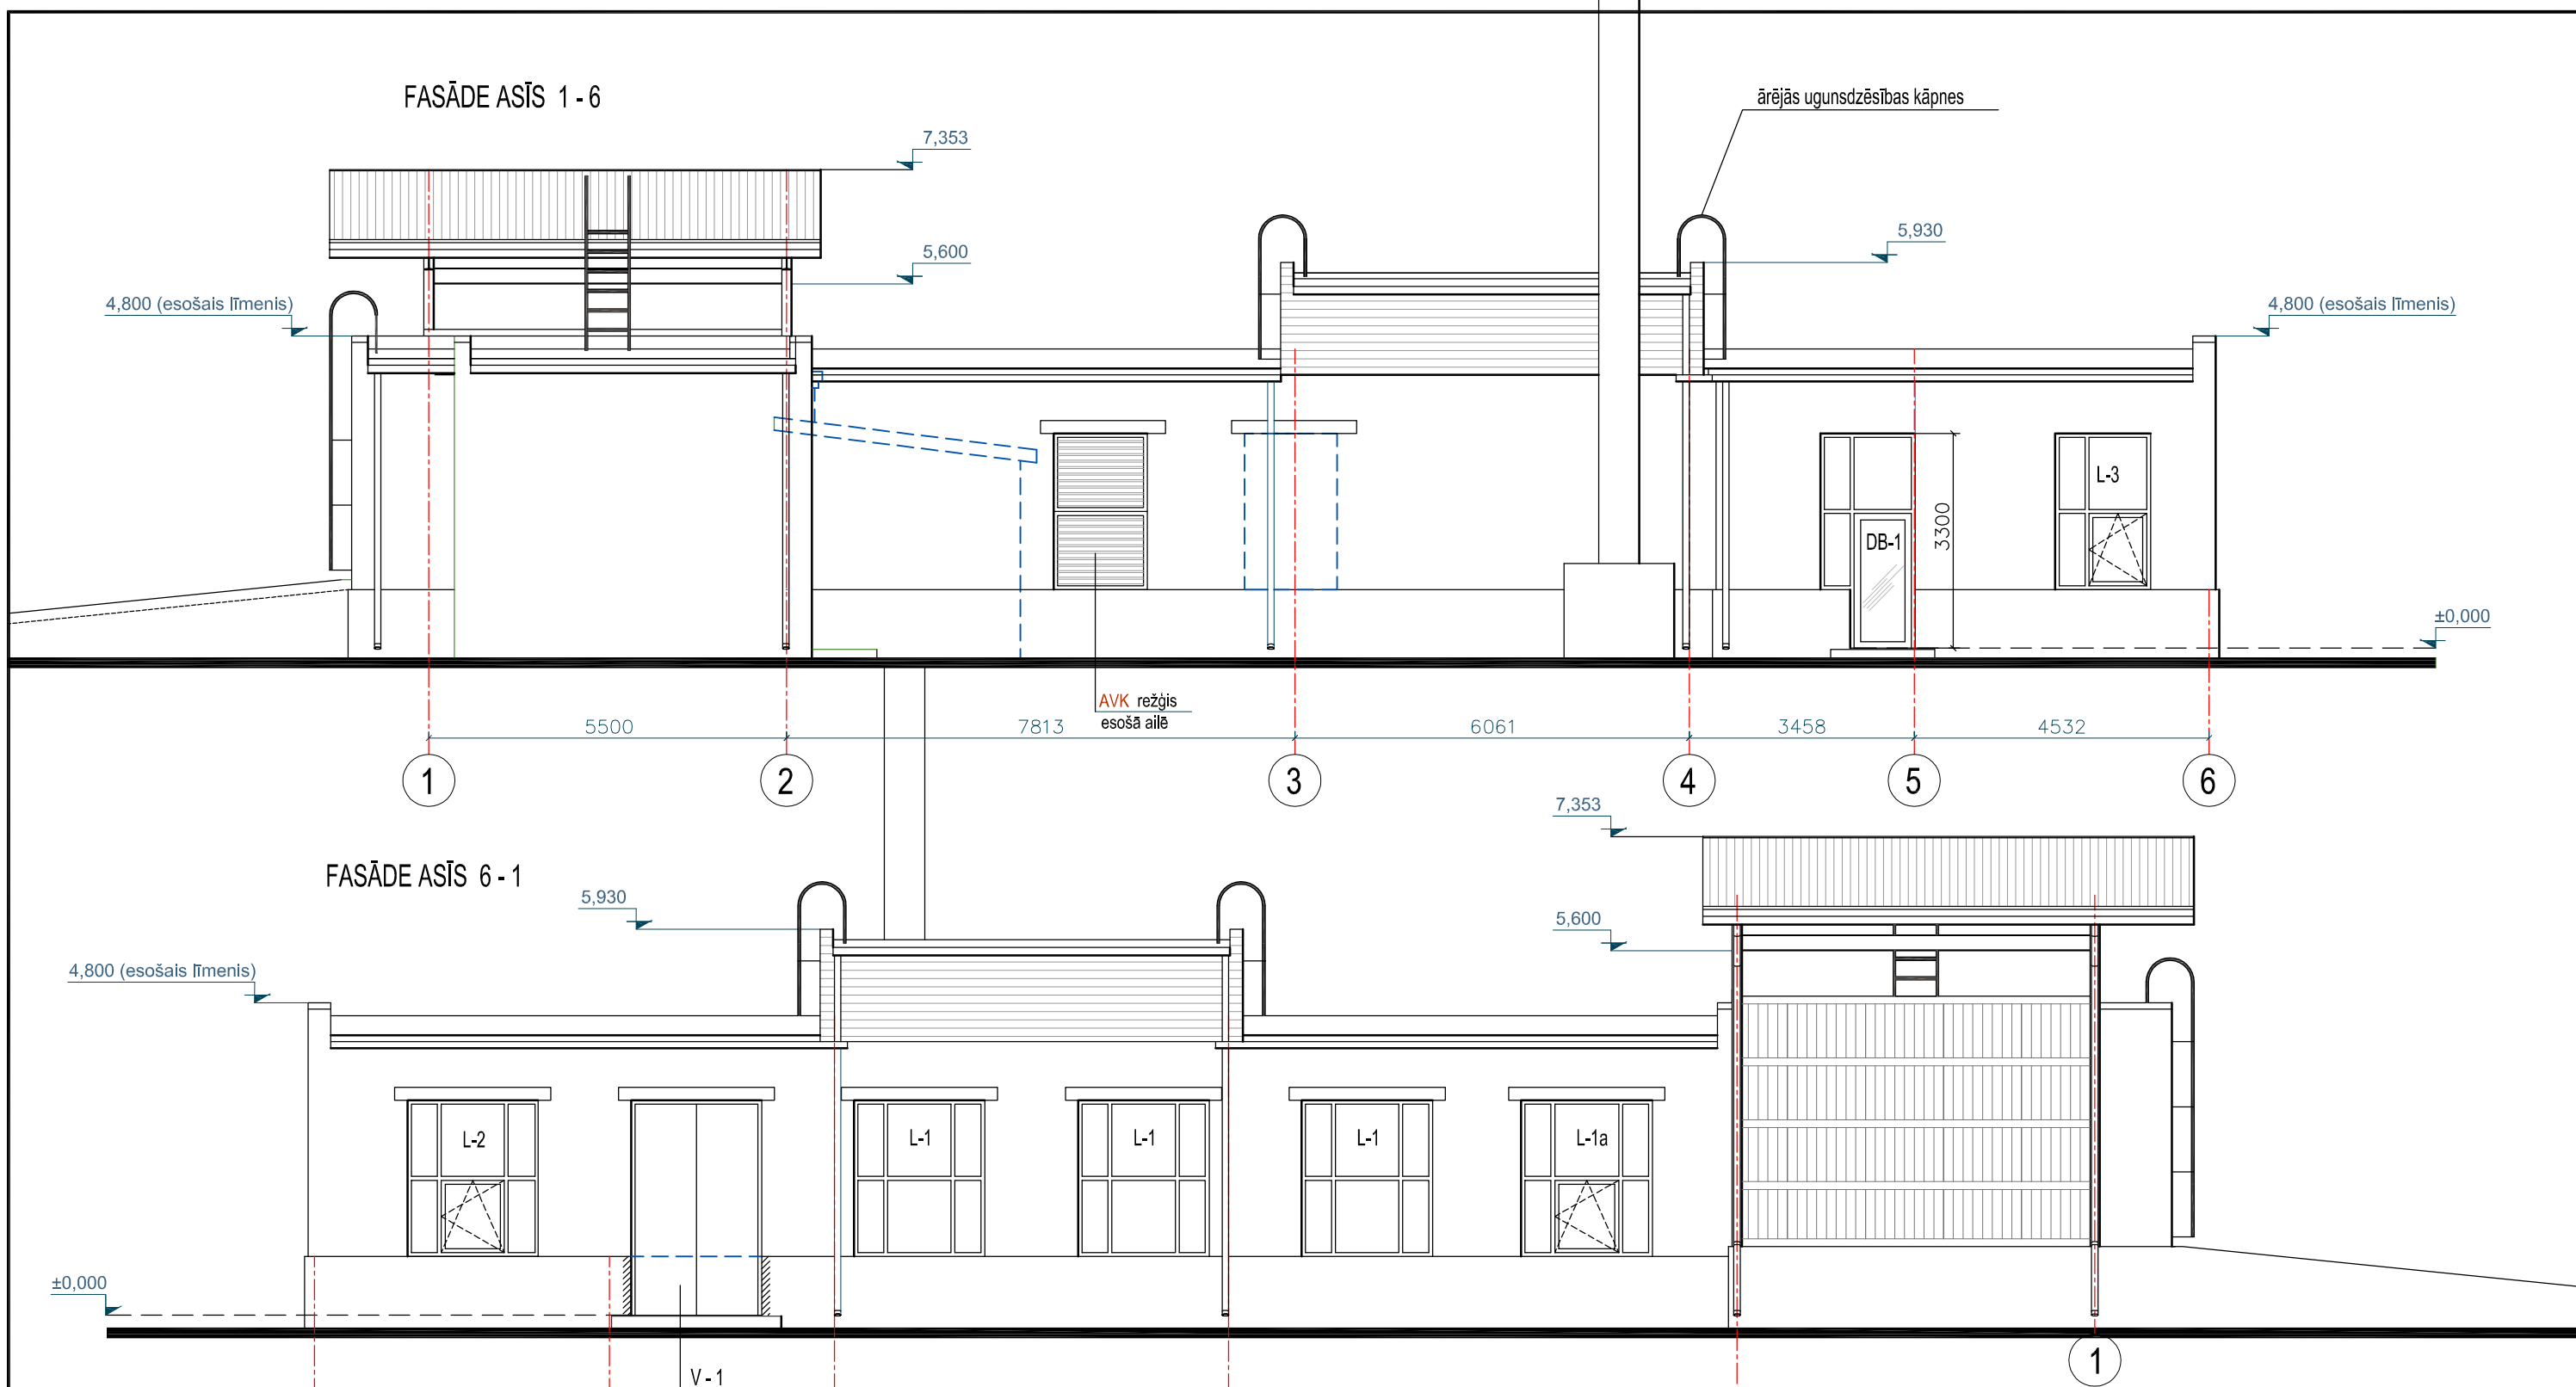 FASĀDE ASĪS 1 - 6
ārējās ugunsdzēsības kāpnes
7,353
5,930
5,600
4,800 (esošais līmenis)
4,800 (esošais līmenis)
L-3
DB-1
3300
±0,000
AVK režģis
esošā ailē
5500
7813
6061
3458
4532
1
2
3
4
5
6
FASĀDE ASĪS 6 - 1
7,353
5,930
5,600
4,800 (esošais līmenis)
L-2
L-1
L-1
L-1
L-1a
±0,000
V - 1
1